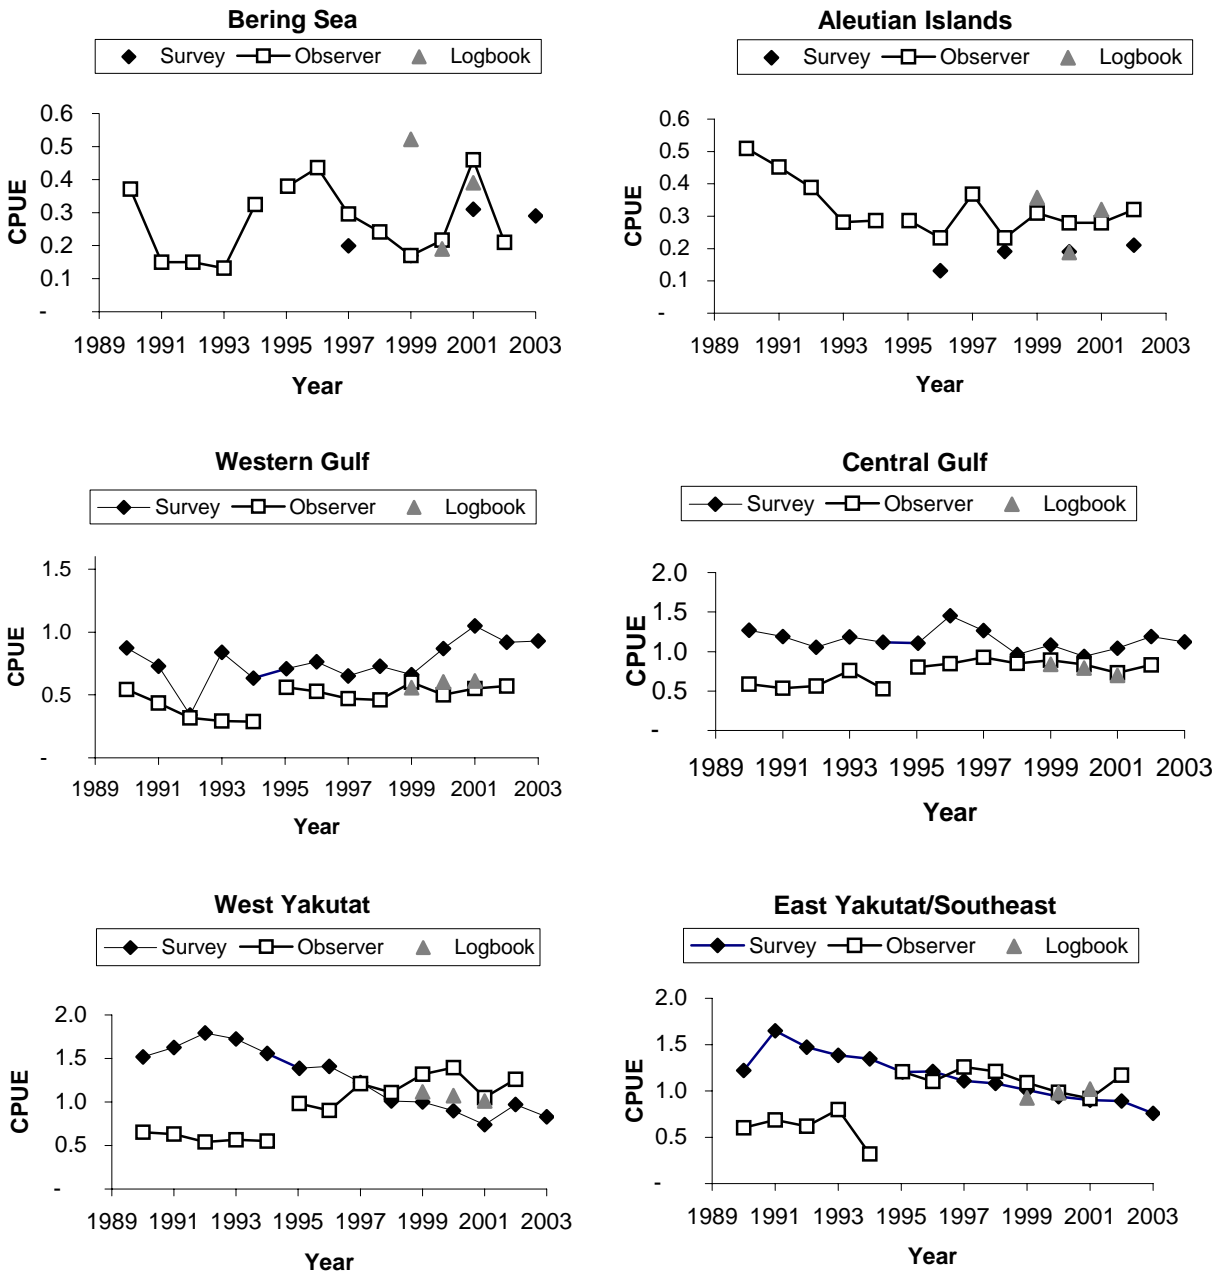 Bering Sea
Survey Observer Logbook
0.6
0.5
0.4
0.3
0.2
0.1
-
CPUE
1989 1991 1993 1995 1997 1999 2001 2003
Year
Aleutian Islands
Survey Observer Logbook
0.6
0.5
0.4
0.3
0.2
0.1
-
CPUE
1989 1991 1993 1995 1997 1999 2001 2003
Year
Western Gulf
Survey Observer Logbook
1.5
1.0
0.5
-
CPUE
1989 1991 1993 1995 1997 1999 2001 2003
Year
Central Gulf
Survey Observer Logbook
2.0
1.5
1.0
0.5
-
CPUE
1989 1991 1993 1995 1997 1999 2001 2003
Year
West Yakutat
Survey Observer Logbook
2.0
1.5
1.0
0.5
-
CPUE
1989 1991 1993 1995 1997 1999 2001 2003
Year
East Yakutat/Southeast
Survey Observer Logbook
2.0
1.5
1.0
0.5
-
CPUE
1989 1991 1993 1995 1997 1999 2001 2003
Year